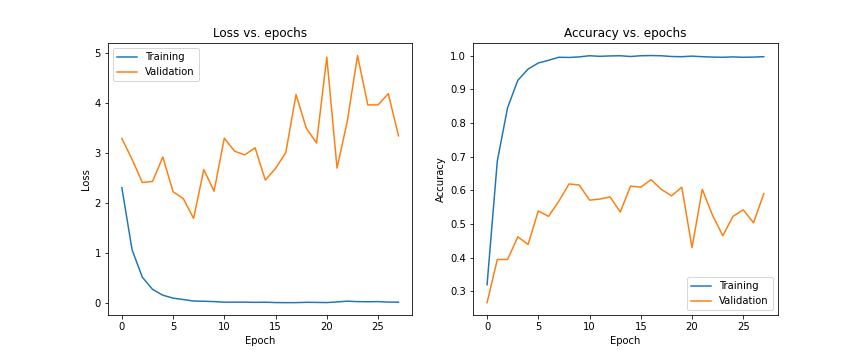 Loss vs. epochs
Training
Validation
5
4
3
2
1
0
Loss
0 5 10 15 20 25
Epoch
Accuracy vs. epochs
1.0
0.9
0.8
0.7
0.6
0.5
0.4
0.3
Accuracy
Training
Validation
0 5 10 15 20 25
Epoch